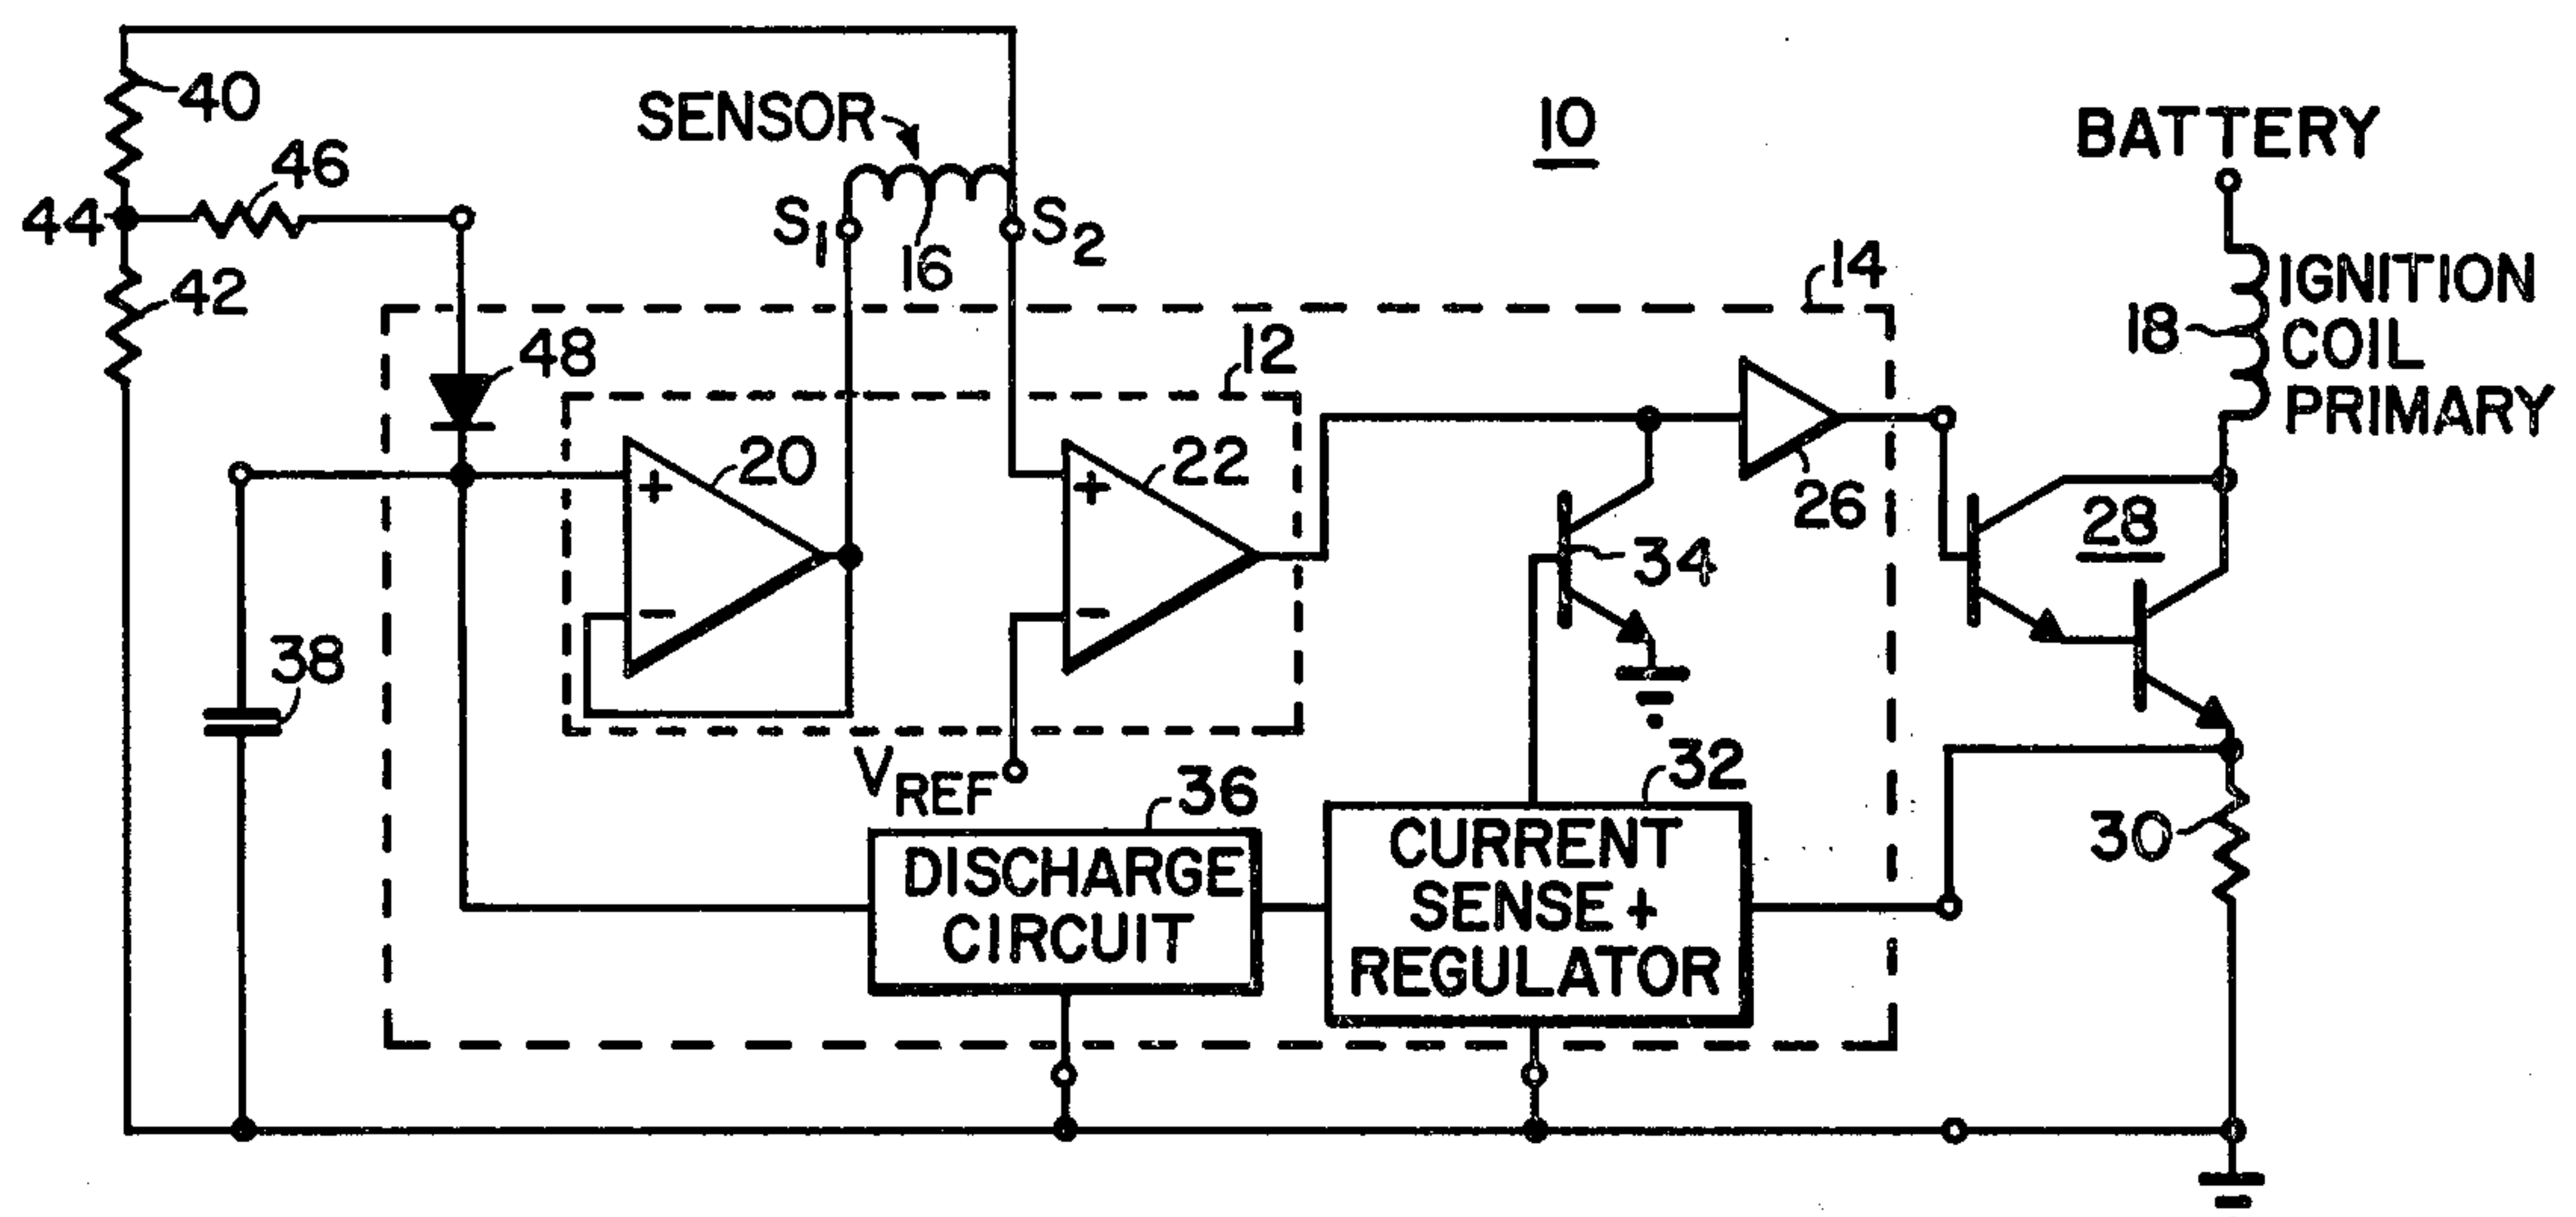 10
BATTERY
40
SENSOR
46
44
S1
S2
16
14
IGNITION
COIL
PRIMARY
18
42
48
12
20
22
26
28
+
+
34
38
−
−
VREF
36
32
30
DISCHARGE
CIRCUIT
CURRENT
SENSE +
REGULATOR